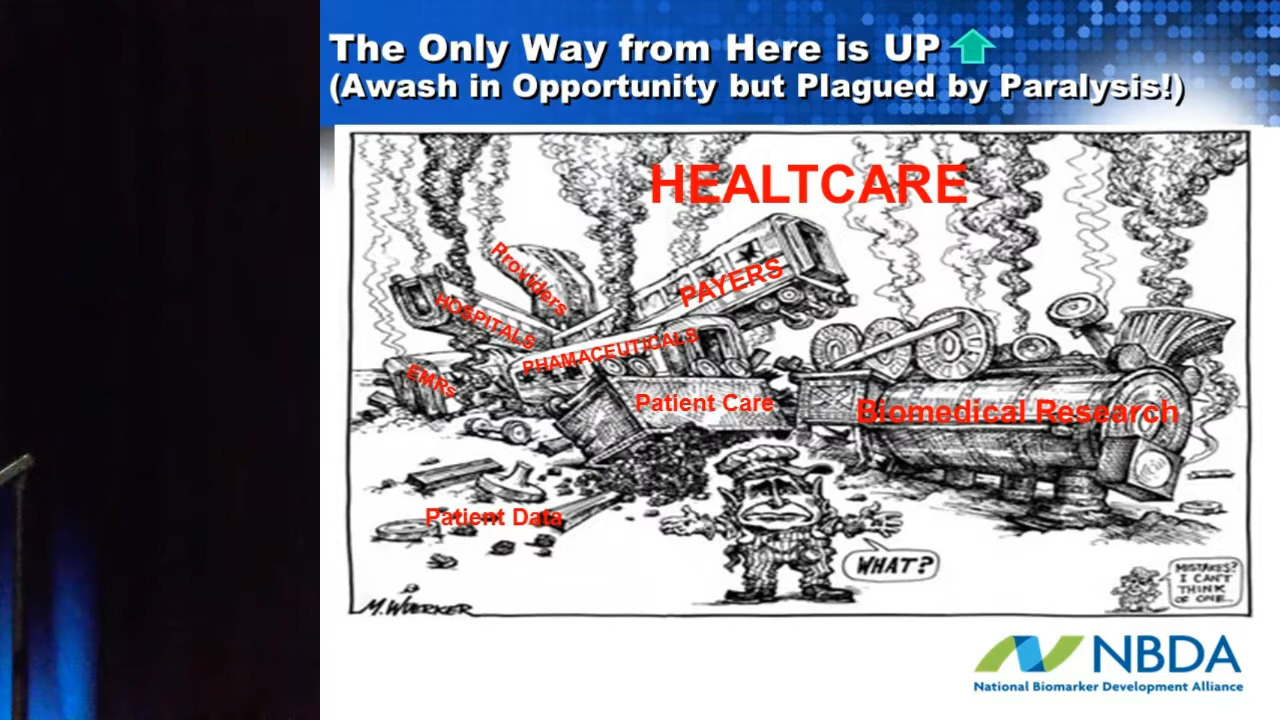 The Only Way from Here is UP
(Awash in Opportunity but Plagued by Paralysis!)
HEALTCARE
Providers
PAYERS
HOSPITALS
PHAMACEUTICALS
EMRs
Patient Care
Biomedical Research
Patient Data
WHAT?
MISTAKES?
I CAN'T
THINK
OF ONE...
M. WUERKER
NBDA
National Biomarker Development Alliance